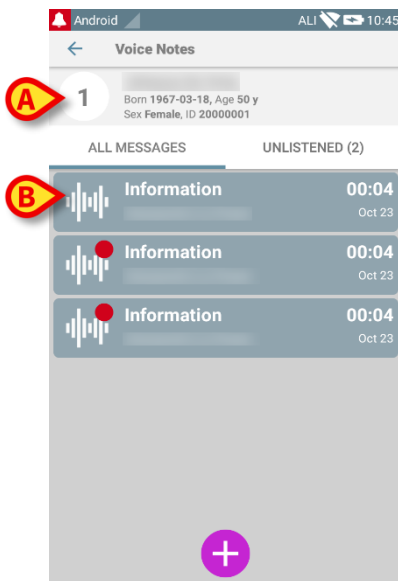 Android ALI 10:45
Voice Notes
A
1
Born 1967-03-18, Age 50 y
Sex Female, ID 20000001
ALL MESSAGES UNLISTENED (2)
B
Information 00:04
Oct 23
Information 00:04
Oct 23
Information 00:04
Oct 23